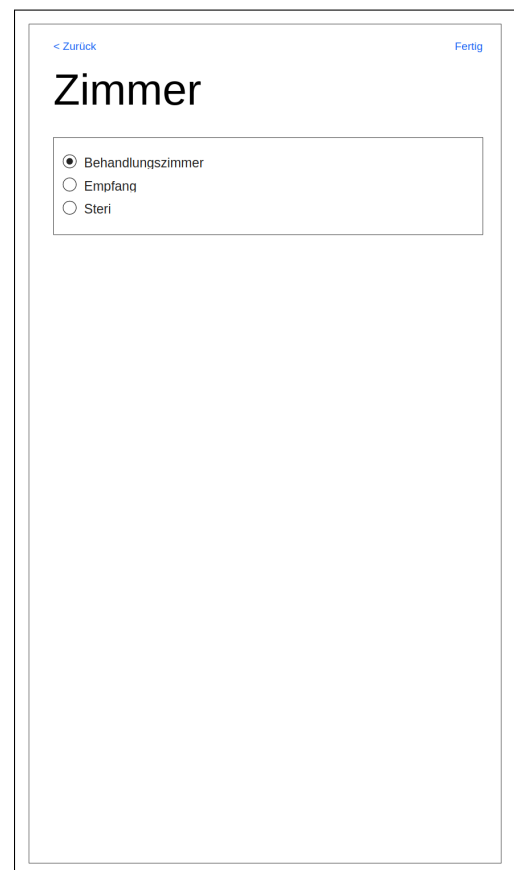 < Zurück Fertig
Zimmer
Behandlungszimmer
Empfang
Steri